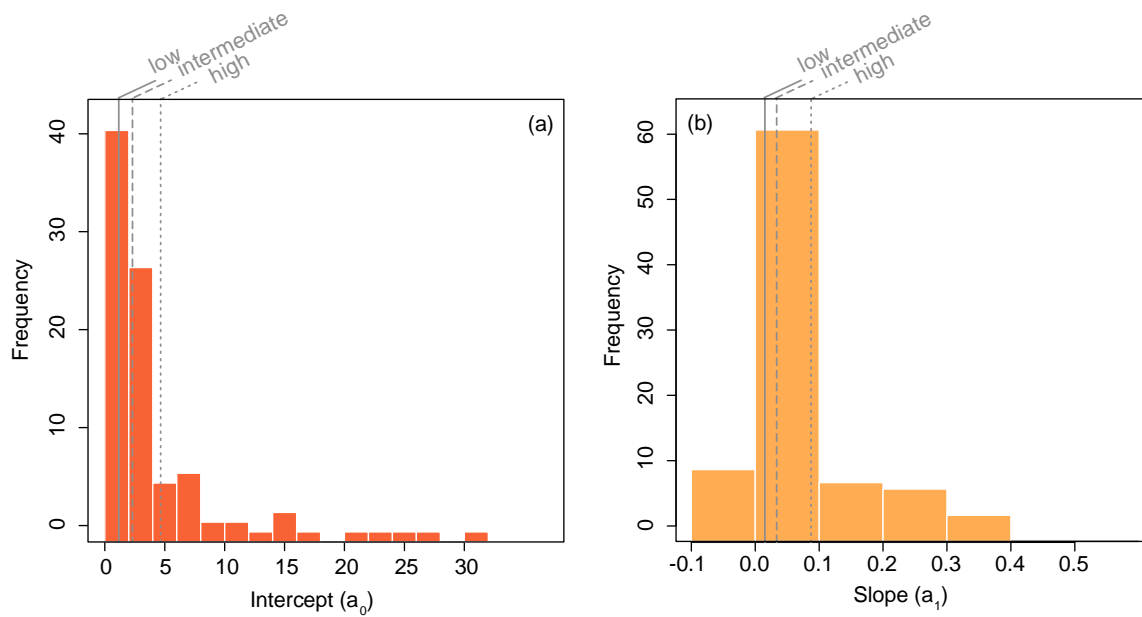 low
intermediate
high
(a)
40
30
20
10
0
Frequency
0 5 10 15 20 25 30
Intercept (a0)
low
intermediate
high
(b)
60
50
40
30
20
10
0
Frequency
-0.1 0.0 0.1 0.2 0.3 0.4 0.5
Slope (a1)